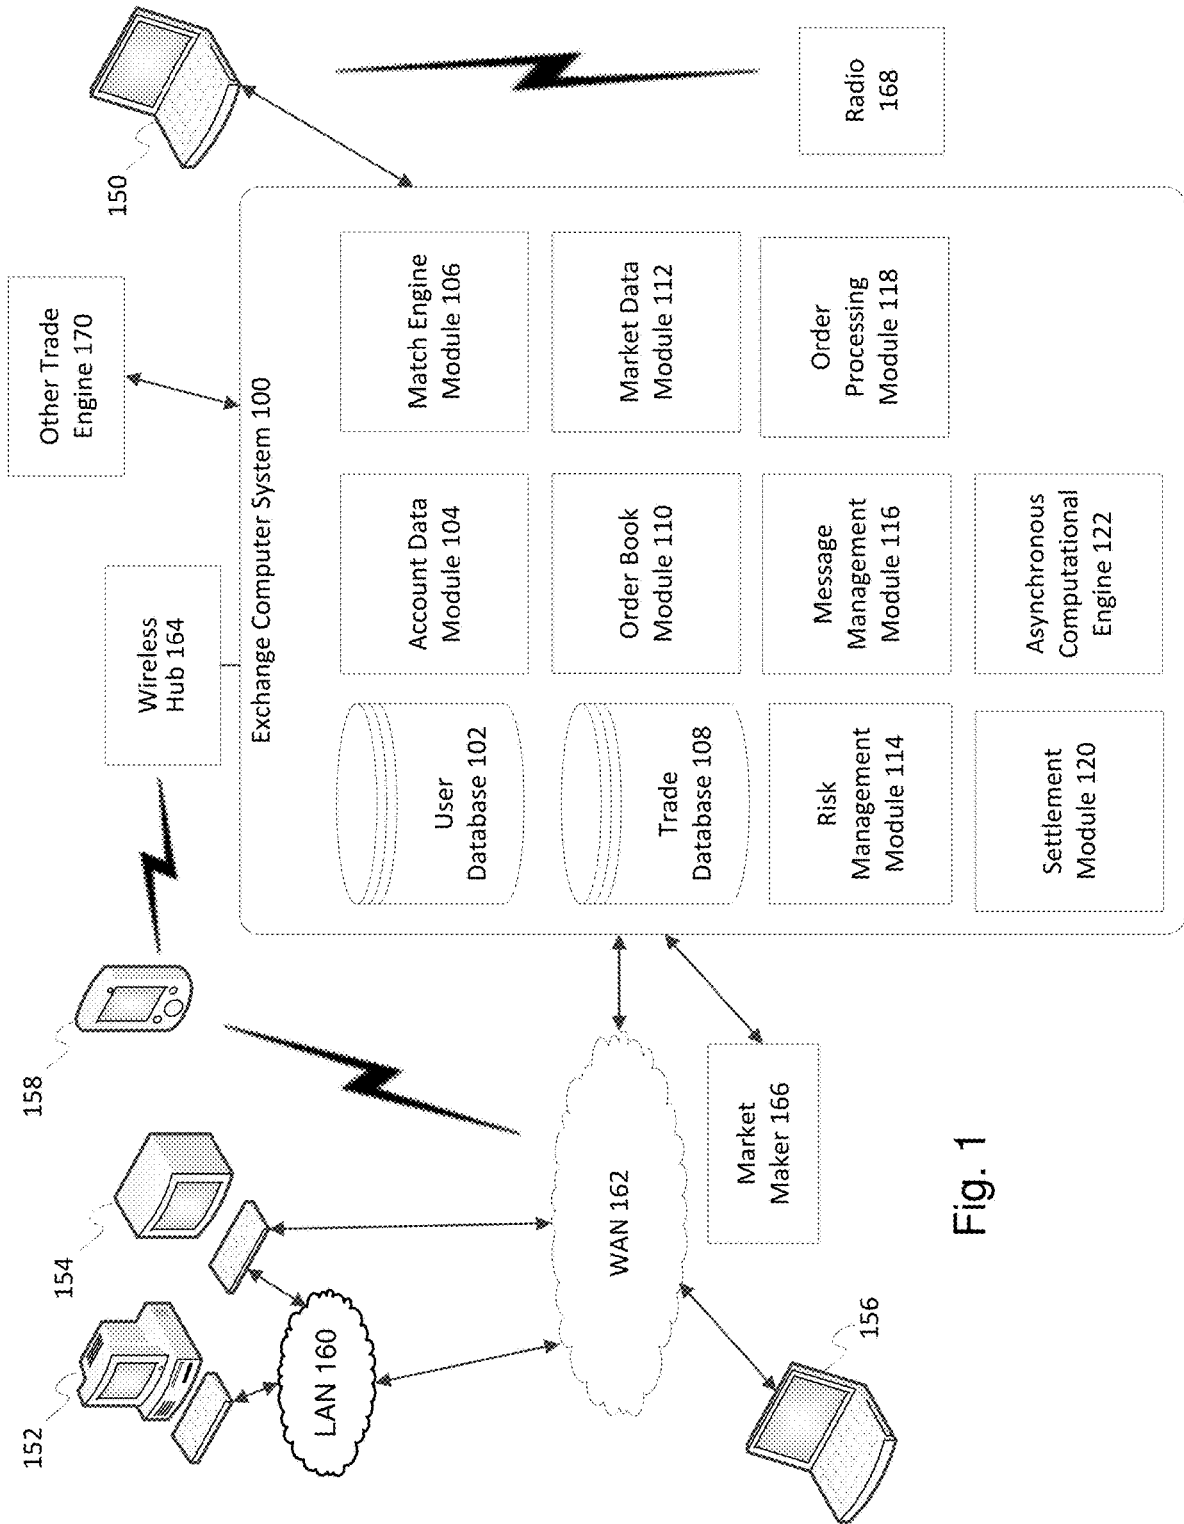 152
154
158
LAN 160
WAN 162
156
Market
Maker 166
Wireless
Hub 164
Other Trade
Engine 170
150
Radio
168
Exchange Computer System 100
User
Database 102
Account Data
Module 104
Match Engine
Module 106
Trade
Database 108
Order Book
Module 110
Market Data
Module 112
Risk
Management
Module 114
Message
Management
Module 116
Order
Processing
Module 118
Settlement
Module 120
Asynchronous
Computational
Engine 122
Fig. 1